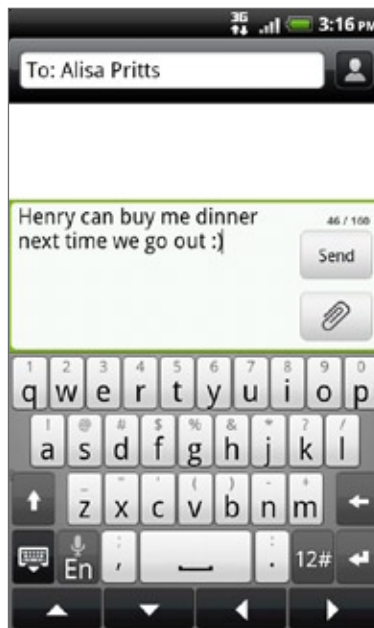 3G 3:16 PM
To: Alisa Pritts
Henry can buy me dinner
next time we go out :)
46 / 160
Send
1 2 3 4 5 6 7 8 9 0
q w e r t y u i o p
! @ # $ % & * ? /
a s d f g h j k l
_ " ' ( ) - +
z x c v b n m
En , . 12#